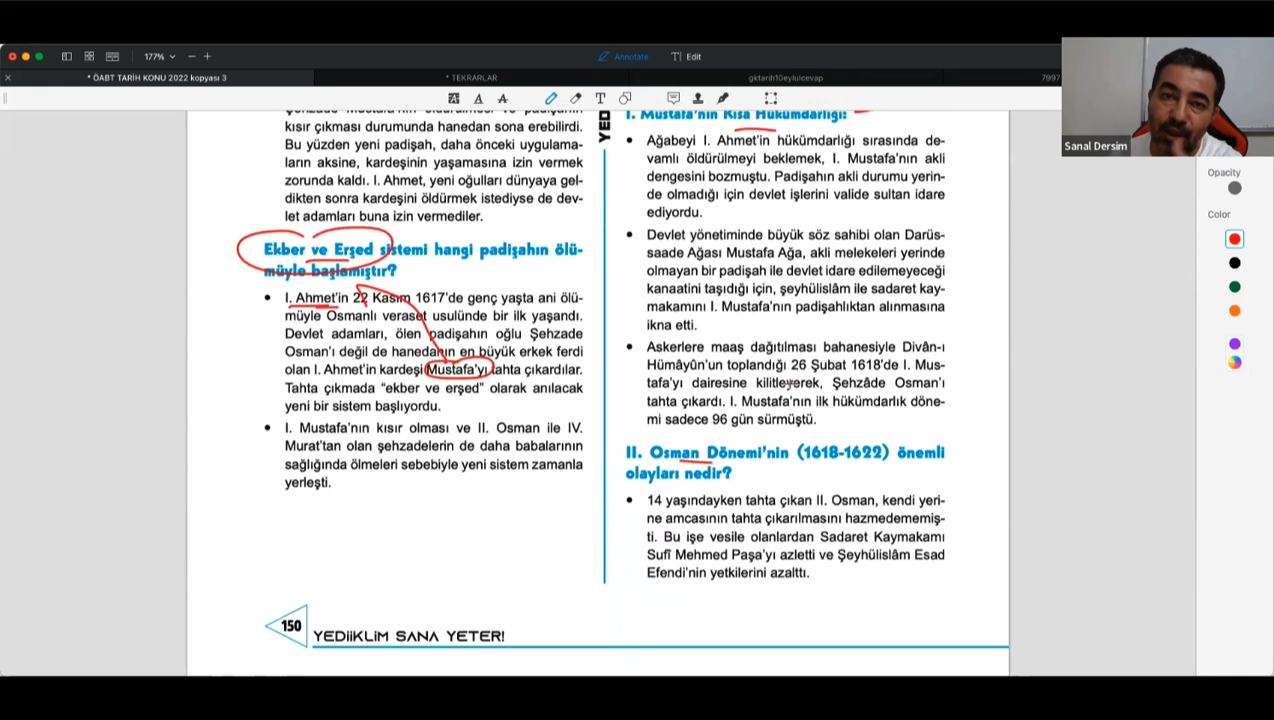 177%
Annotate
Edit
* ÖABT TARİH KONU 2022 kopyası 3
* TEKRARLAR
gktarih10eylulcevap
7997
Sanal Dersim
Opacity
Color
kısır çıkması durumunda hanedan sona erebilirdi.
Bu yüzden yeni padişah, daha önceki uygulama-
ların aksine, kardeşinin yaşamasına izin vermek
zorunda kaldı. I. Ahmet, yeni oğulları dünyaya gel-
dikten sonra kardeşini öldürmek istediyse de dev-
let adamları buna izin vermediler.
Ekber ve Erşed sistemi hangi padişahın ölü-
müyle başlamıştır?
• I. Ahmet'in 22 Kasım 1617'de genç yaşta ani ölü-
müyle Osmanlı veraset usulünde bir ilk yaşandı.
Devlet adamları, ölen padişahın oğlu Şehzade
Osman'ı değil de hanedanın en büyük erkek ferdi
olan I. Ahmet'in kardeşi Mustafa'yı tahta çıkardılar.
Tahta çıkmada "ekber ve erşed" olarak anılacak
yeni bir sistem başlıyordu.
• I. Mustafa'nın kısır olması ve II. Osman ile IV.
Murat'tan olan şehzadelerin de daha babalarının
sağlığında ölmeleri sebebiyle yeni sistem zamanla
yerleşti.
150
YEDİİKLİM SANA YETER!
YED
I. Mustafa'nın Kısa Hükümdarlığı:
• Ağabeyi I. Ahmet'in hükümdarlığı sırasında de-
vamlı öldürülmeyi beklemek, I. Mustafa'nın akli
dengesini bozmuştu. Padişahın akli durumu yerin-
de olmadığı için devlet işlerini valide sultan idare
ediyordu.
• Devlet yönetiminde büyük söz sahibi olan Darüs-
saade Ağası Mustafa Ağa, akli melekeleri yerinde
olmayan bir padişah ile devlet idare edilemeyeceği
kanaatini taşıdığı için, şeyhülislâm ile sadaret kay-
makamını I. Mustafa'nın padişahlıktan alınmasına
ikna etti.
• Askerlere maaş dağıtılması bahanesiyle Divân-ı
Hümâyûn'un toplandığı 26 Şubat 1618'de I. Mus-
tafa'yı dairesine kilitleyerek, Şehzâde Osman'ı
tahta çıkardı. I. Mustafa'nın ilk hükümdarlık döne-
mi sadece 96 gün sürmüştü.
II. Osman Dönemi'nin (1618-1622) önemli
olayları nedir?
• 14 yaşındayken tahta çıkan II. Osman, kendi yeri-
ne amcasının tahta çıkarılmasını hazmedememiş-
ti. Bu işe vesile olanlardan Sadaret Kaymakamı
Sufî Mehmed Paşa'yı azletti ve Şeyhülislâm Esad
Efendi'nin yetkilerini azalttı.